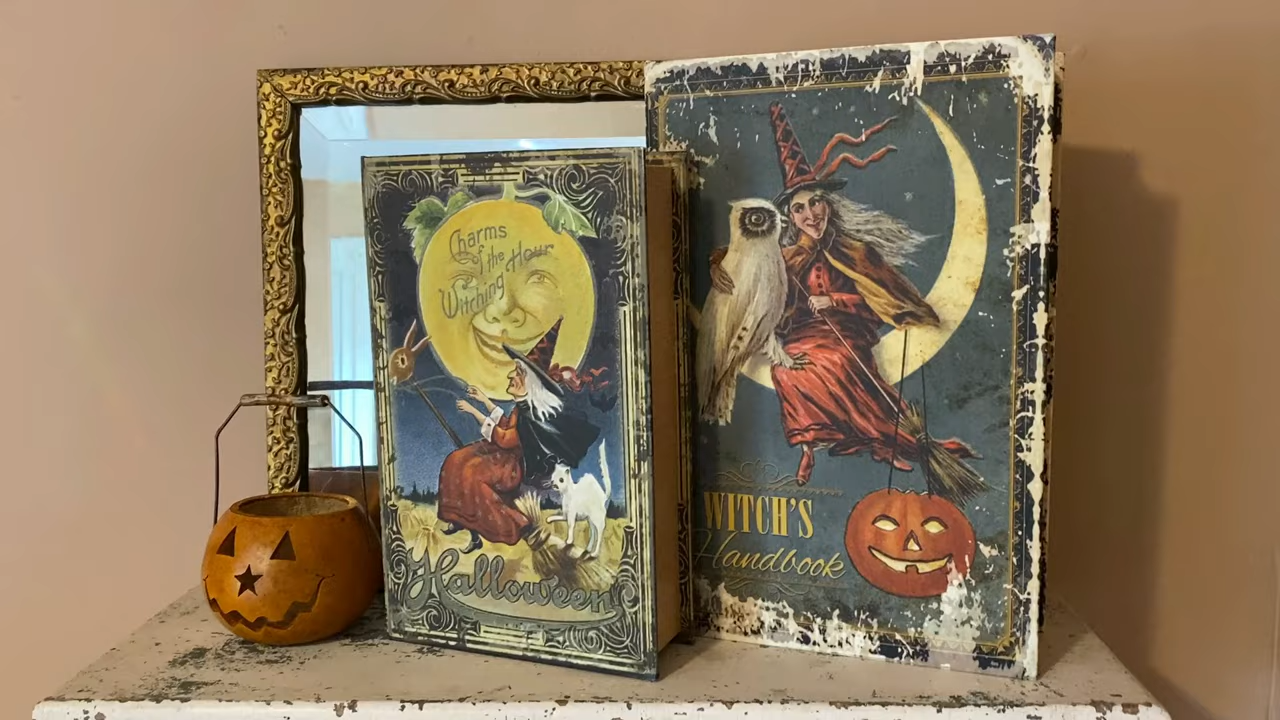 Charms
of the
Witching Hour
Halloween
WITCH'S
Handbook